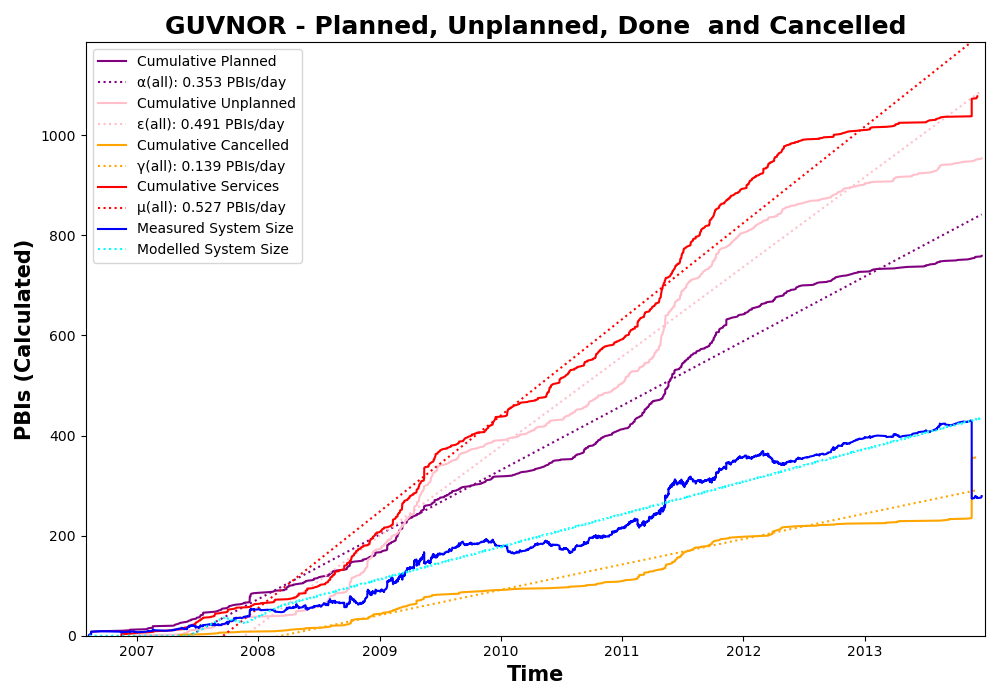 GUVNOR - Planned, Unplanned, Done  and Cancelled
Cumulative Planned
α(all): 0.353 PBIs/day
Cumulative Unplanned
ε(all): 0.491 PBIs/day
Cumulative Cancelled
γ(all): 0.139 PBIs/day
Cumulative Services
μ(all): 0.527 PBIs/day
Measured System Size
Modelled System Size
PBIs (Calculated)
1000
800
600
400
200
0
2007 2008 2009 2010 2011 2012 2013
Time